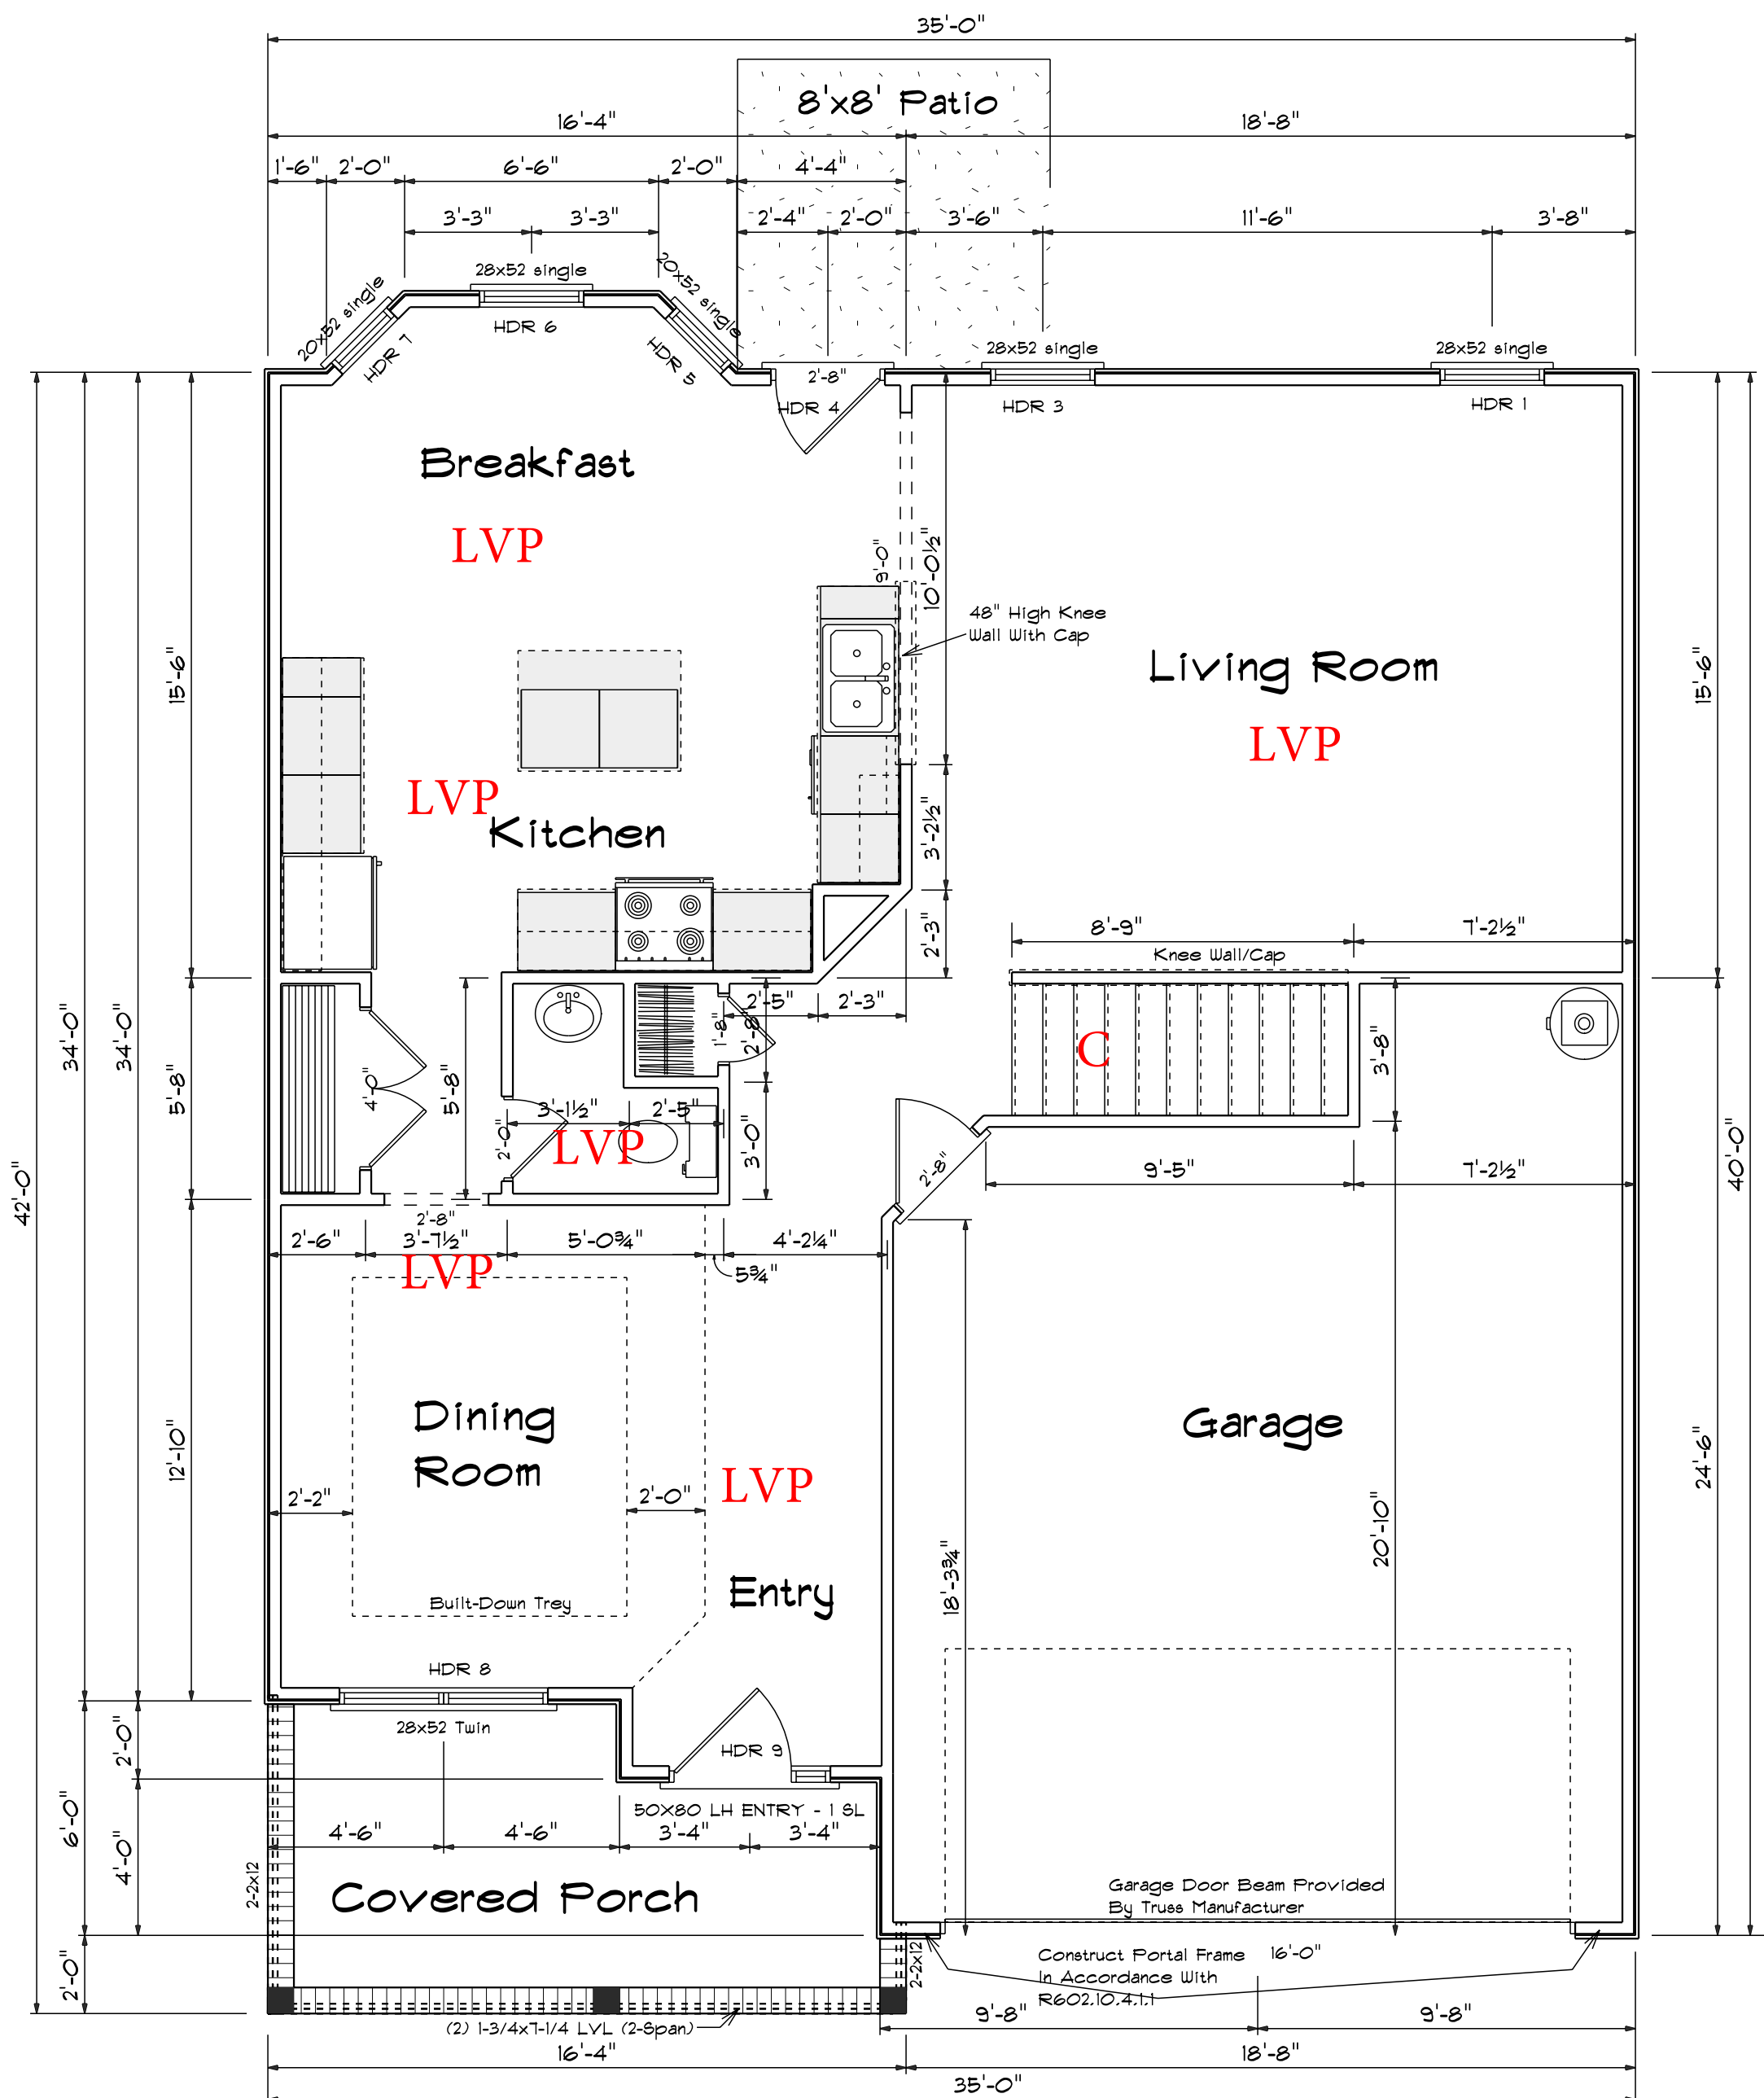 35'-0"
8'x8' Patio
16'-4"
18'-8"
1'-6"
2'-0"
6'-6"
2'-0"
4'-4"
3'-3"
3'-3"
2'-4"
2'-0"
3'-6"
11'-6"
3'-8"
20x52 single
28x52 single
20x52 single
HDR 7
HDR 6
HDR 5
2'-8"
HDR 4
28x52 single
HDR 3
28x52 single
HDR 1
Breakfast
LVP
9'-0"
10'-0½"
48" High Knee
Wall With Cap
Living Room
LVP
15'-6"
15'-6"
LVP
Kitchen
3'-2½"
2'-3"
8'-9"
7'-2½"
Knee Wall/Cap
2'-5"
2'-3"
1'-8"
2'-8"
C
3'-8"
34'-0"
34'-0"
5'-8"
4'-0"
5'-8"
3'-1½"
2'-5"
2'-0"
LVP
3'-0"
2'-8"
9'-5"
7'-2½"
42'-0"
40'-0"
2'-8"
2'-6"
3'-7½"
5'-0¾"
4'-2¼"
5¾"
LVP
Dining
Room
Garage
12'-10"
24'-6"
2'-2"
2'-0"
LVP
20'-10"
18'-3¾"
Built-Down Trey
Entry
HDR 8
28x52 Twin
HDR 9
2'-0"
6'-0"
4'-0"
50X80 LH ENTRY - 1 SL
4'-6"
4'-6"
3'-4"
3'-4"
2-2x12
Covered Porch
Garage Door Beam Provided
By Truss Manufacturer
2'-0"
2-2x12
Construct Portal Frame
16'-0"
In Accordance With
R602.10.4.1.1
9'-8"
9'-8"
(2) 1-3/4x7-1/4 LVL (2-Span)
16'-4"
18'-8"
35'-0"